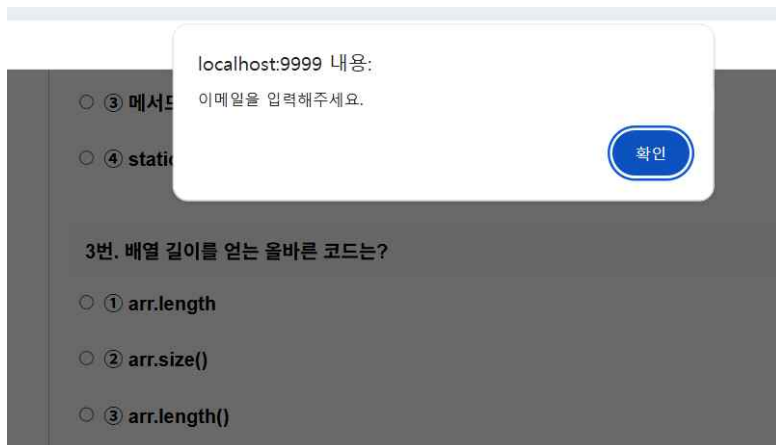 localhost:9999 내용:
이메일을 입력해주세요.
확인
○ ③ 메서드
○ ④ static
3번. 배열 길이를 얻는 올바른 코드는?
○ ① arr.length
○ ② arr.size()
○ ③ arr.length()